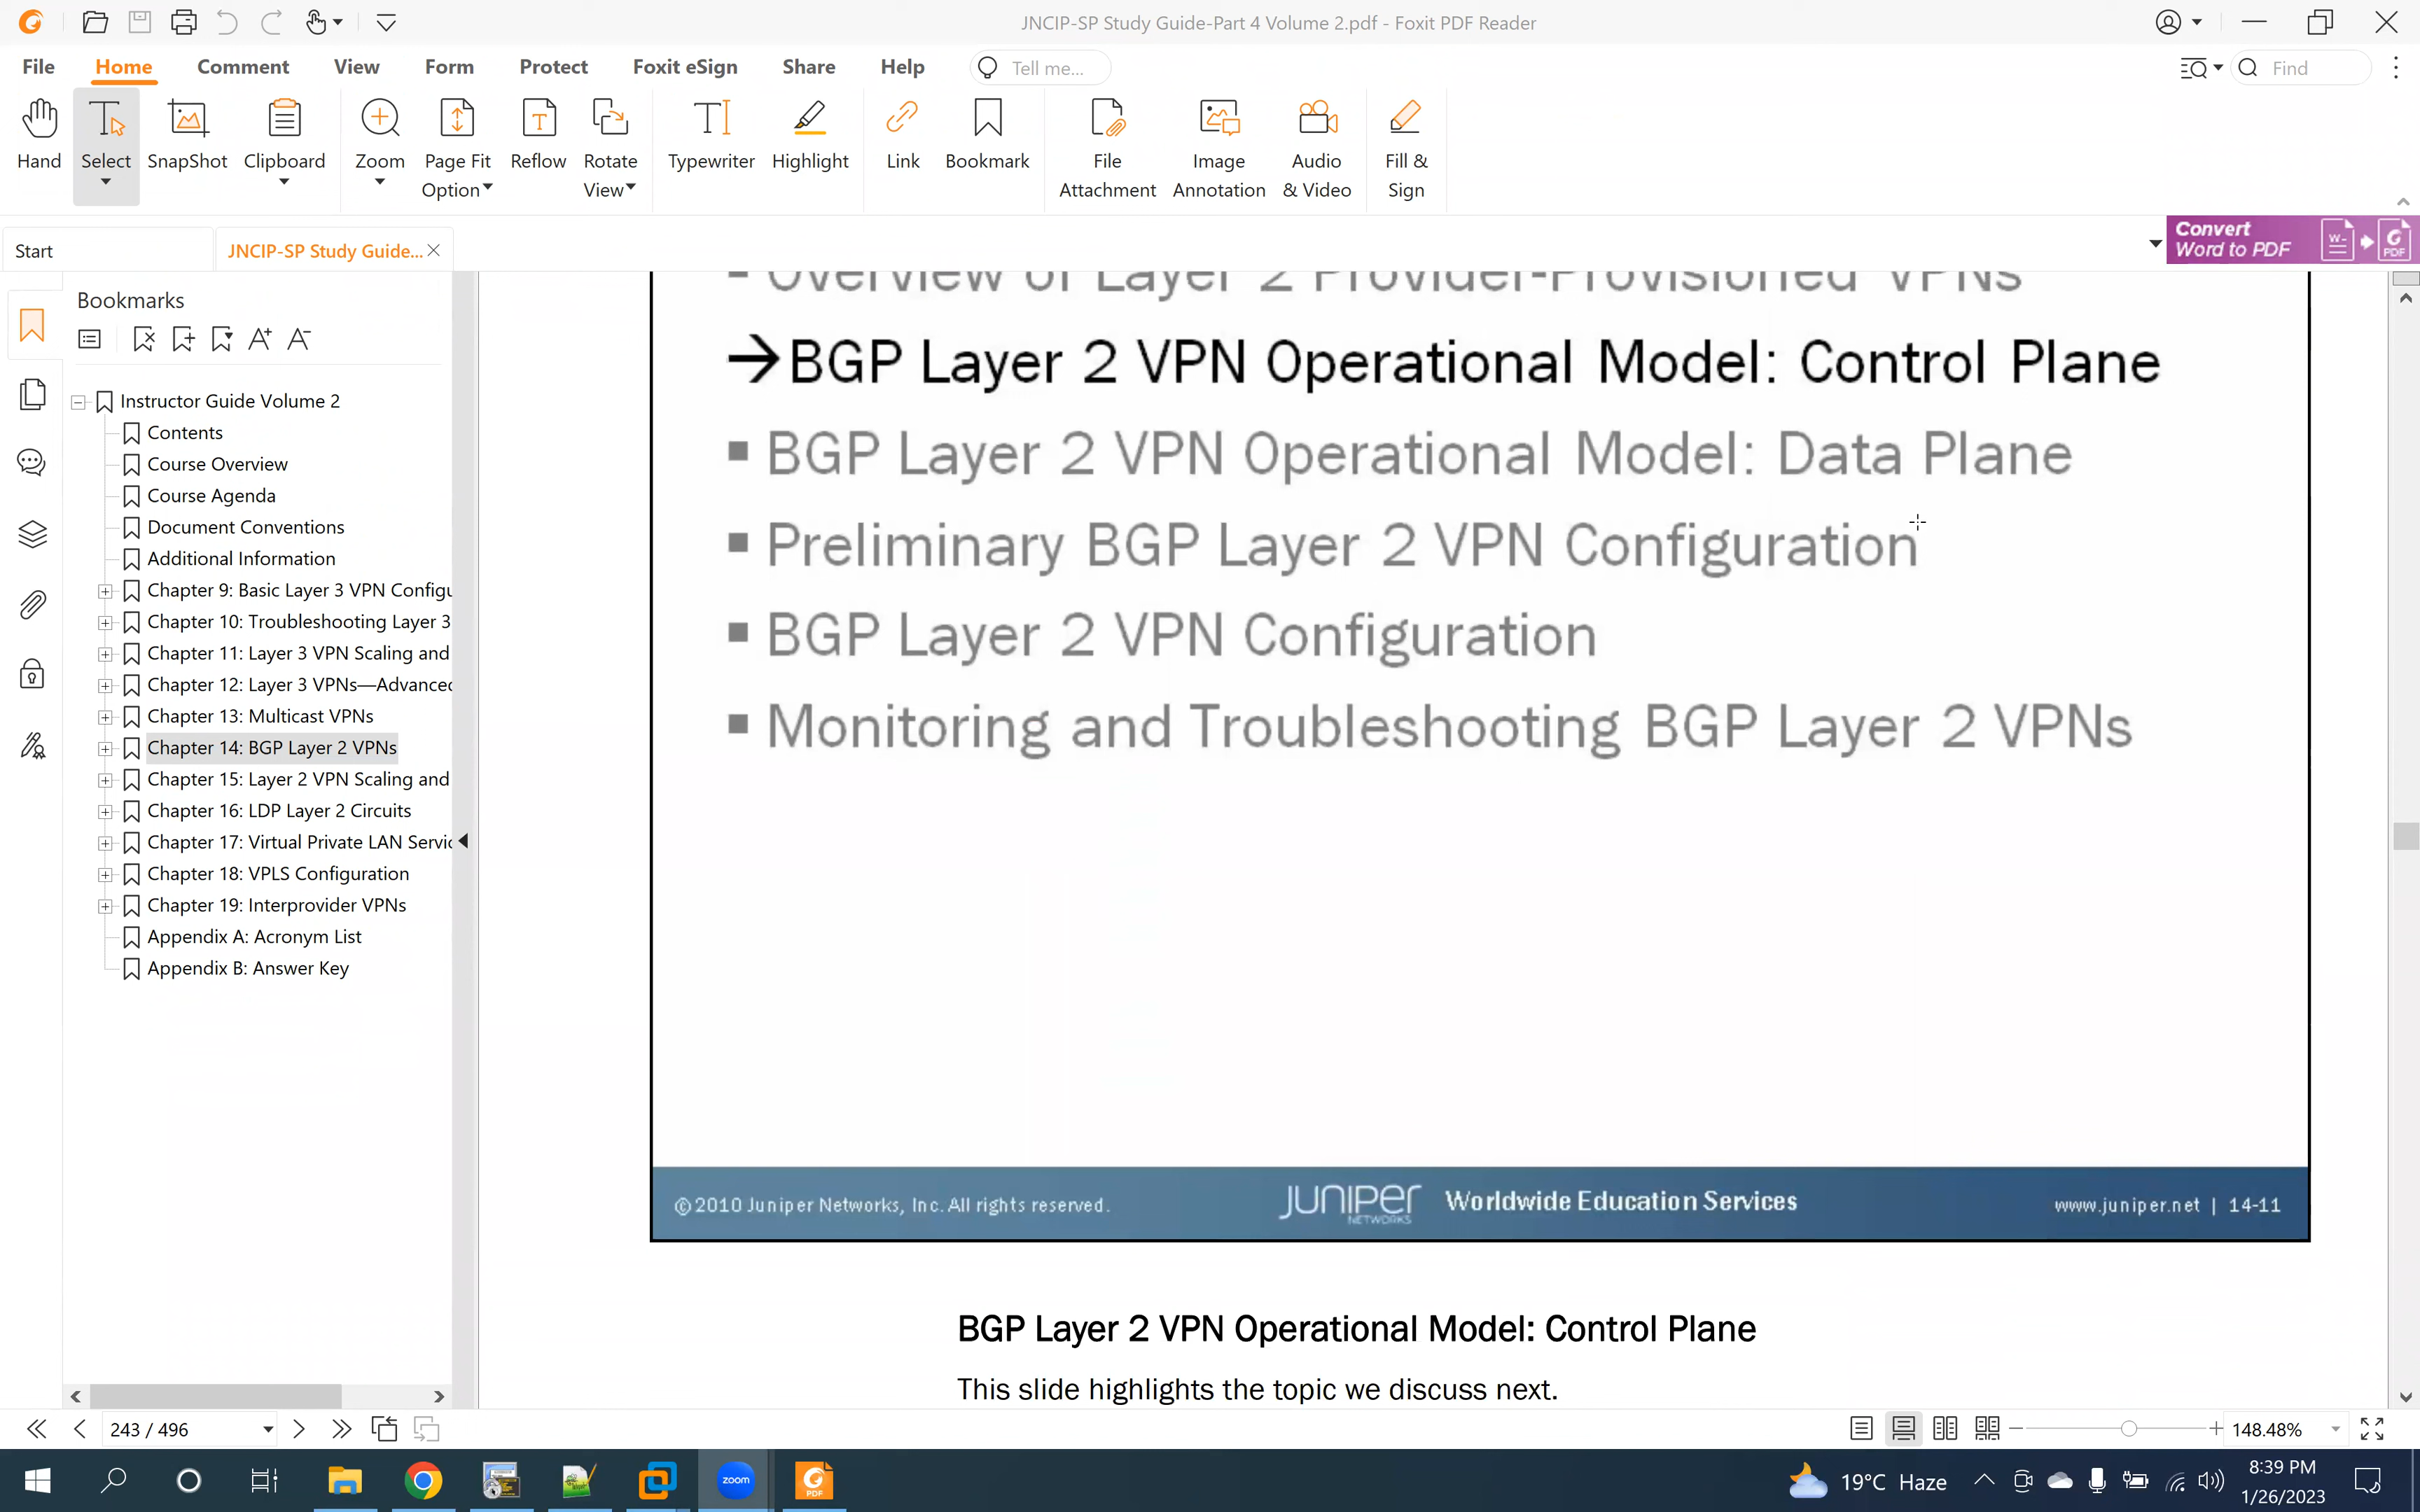 JNCIP-SP Study Guide-Part 4 Volume 2.pdf - Foxit PDF Reader
File Home Comment View Form Protect Foxit eSign Share Help Tell me... Find
Hand Select SnapShot Clipboard Zoom Page Fit Option Reflow Rotate View Typewriter Highlight Link Bookmark File Attachment Image Annotation Audio & Video Fill & Sign
Start JNCIP-SP Study Guide...
Convert
Word to PDF
Bookmarks
Instructor Guide Volume 2
Contents
Course Overview
Course Agenda
Document Conventions
Additional Information
Chapter 9: Basic Layer 3 VPN Configu
Chapter 10: Troubleshooting Layer 3
Chapter 11: Layer 3 VPN Scaling and
Chapter 12: Layer 3 VPNs—Advanced
Chapter 13: Multicast VPNs
Chapter 14: BGP Layer 2 VPNs
Chapter 15: Layer 2 VPN Scaling and
Chapter 16: LDP Layer 2 Circuits
Chapter 17: Virtual Private LAN Servic
Chapter 18: VPLS Configuration
Chapter 19: Interprovider VPNs
Appendix A: Acronym List
Appendix B: Answer Key
▪ Overview of Layer 2 Provider-Provisioned VPNs
→BGP Layer 2 VPN Operational Model: Control Plane
▪ BGP Layer 2 VPN Operational Model: Data Plane
▪ Preliminary BGP Layer 2 VPN Configuration
▪ BGP Layer 2 VPN Configuration
▪ Monitoring and Troubleshooting BGP Layer 2 VPNs
©2010 Juniper Networks, Inc. All rights reserved. JUNIPER NETWORKS Worldwide Education Services www.juniper.net | 14-11
BGP Layer 2 VPN Operational Model: Control Plane
This slide highlights the topic we discuss next.
243 / 496
148.48%
zoom
PDF
19°C Haze
8:39 PM
1/26/2023